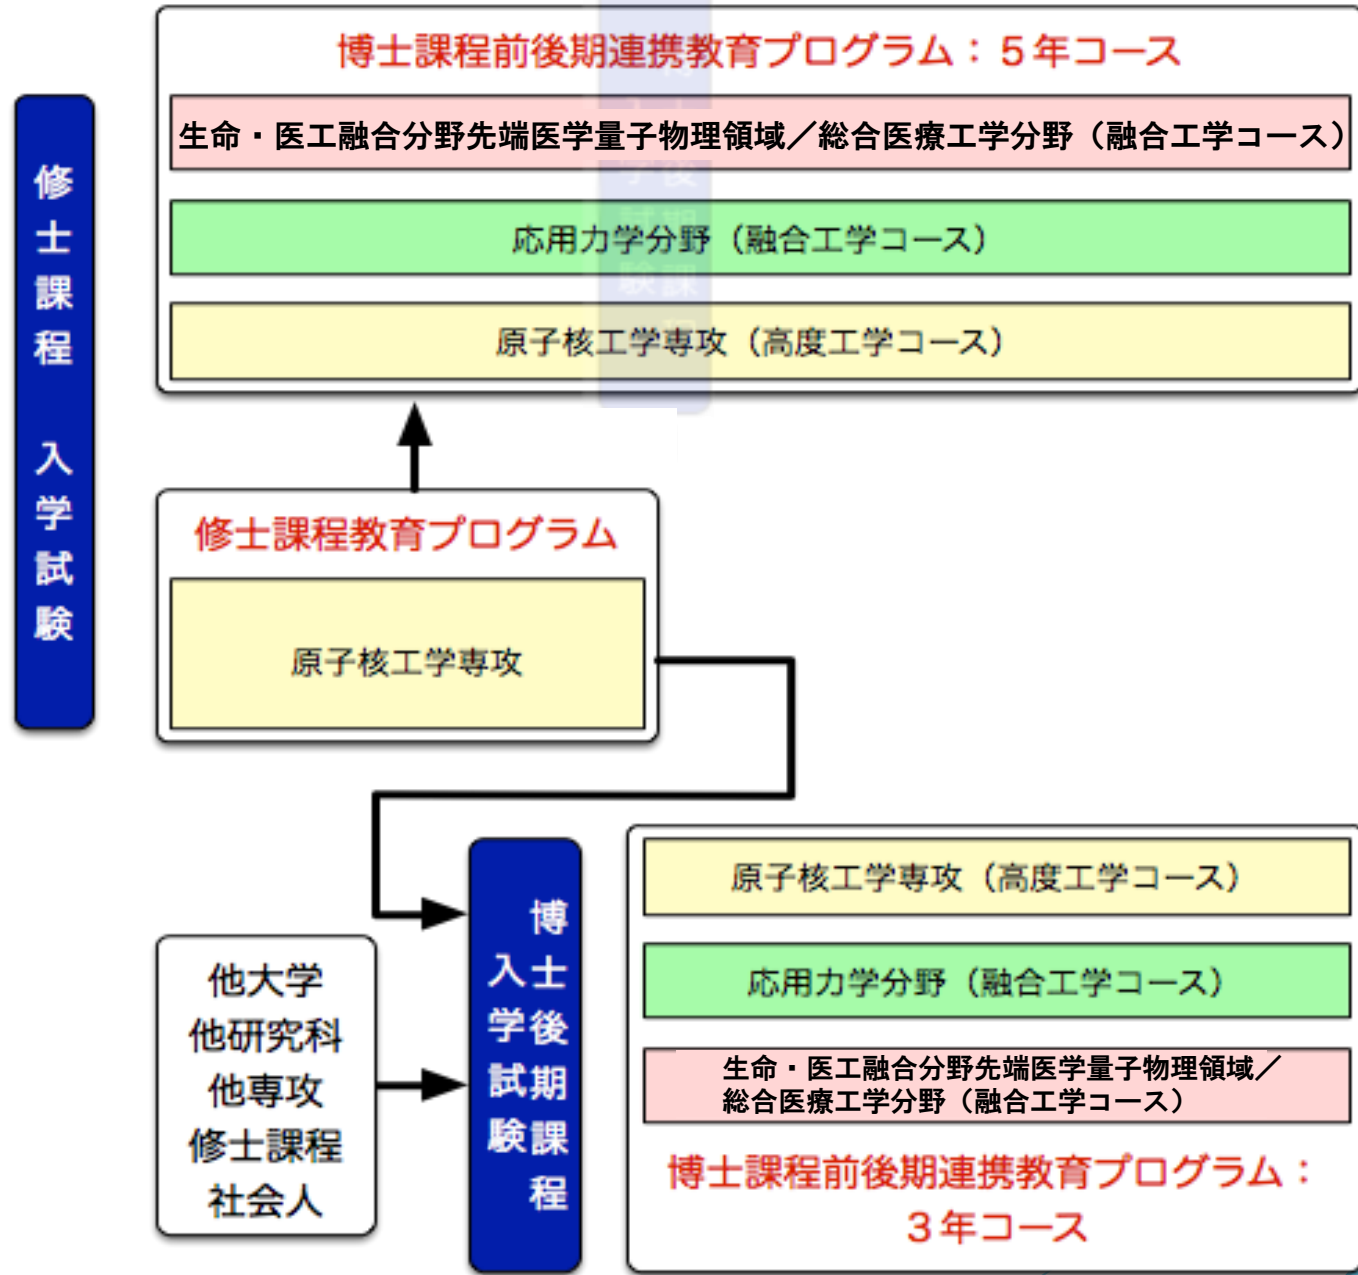 博士課程前後期連携教育プログラム：５年コース
生命・医工融合分野先端医学量子物理領域／総合医療工学分野（融合工学コース）
応用力学分野（融合工学コース）
原子核工学専攻（高度工学コース）
修士課程　入学試験
修士課程教育プログラム
原子核工学専攻
他大学
他研究科
他専攻
修士課程
社会人
博士後期課程
入学試験
原子核工学専攻（高度工学コース）
応用力学分野（融合工学コース）
生命・医工融合分野先端医学量子物理領域／
総合医療工学分野（融合工学コース）
博士課程前後期連携教育プログラム：
３年コース